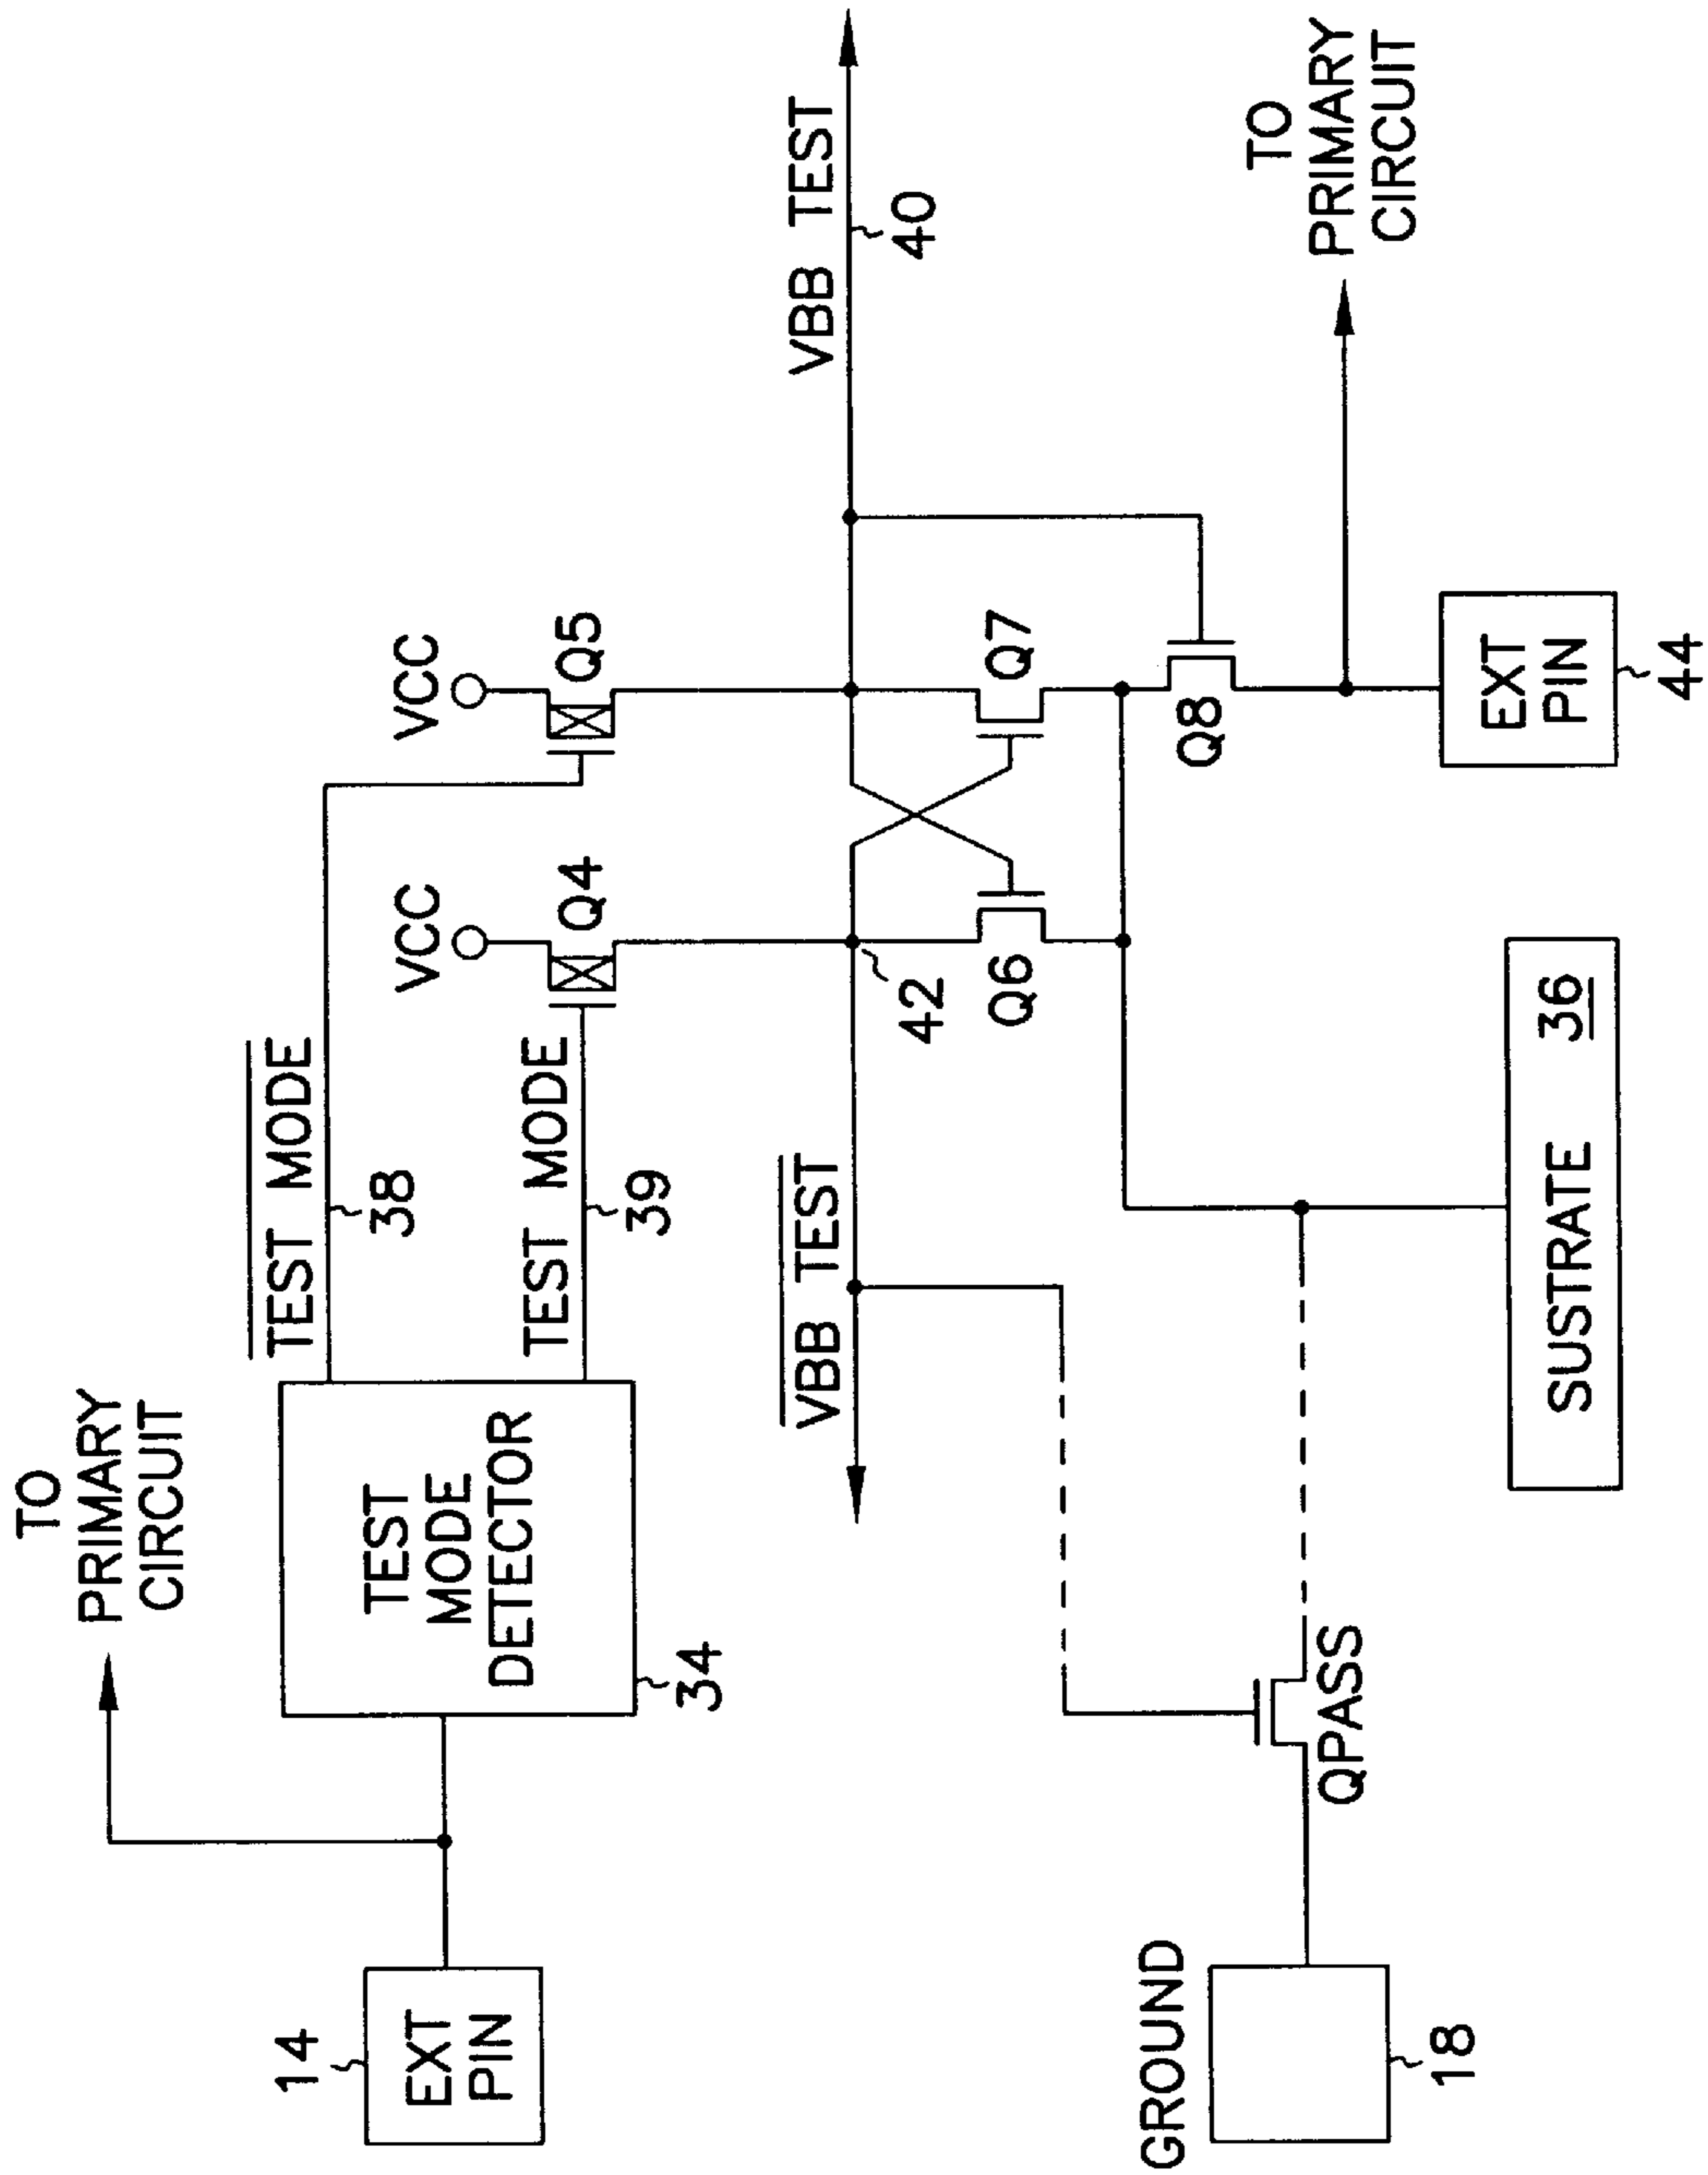 TO
PRIMARY
CIRCUIT
14
EXT
PIN
TEST
MODE
DETECTOR
34
TEST MODE
38
TEST MODE
39
VCC
Q4
VCC
Q5
VBB TEST
42
Q6
Q7
VBB TEST
40
Q8
TO
PRIMARY
CIRCUIT
GROUND
18
QPASS
SUSTRATE 36
EXT
PIN
44